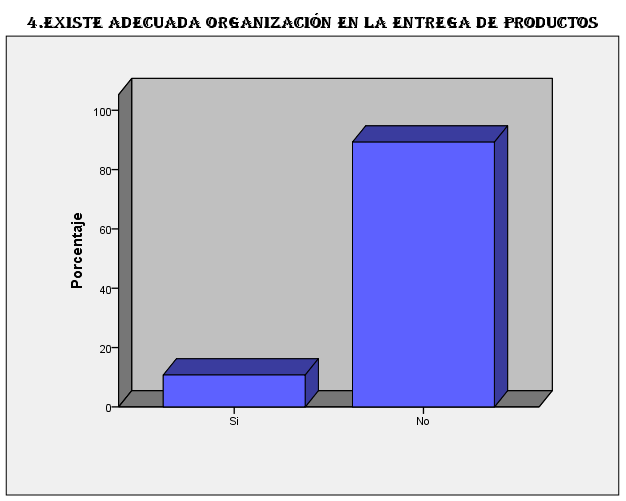 4.EXISTE ADECUADA ORGANIZACIÓN EN LA ENTREGA DE PRODUCTOS
100
80
60
40
20
0
Porcentaje
Si
No